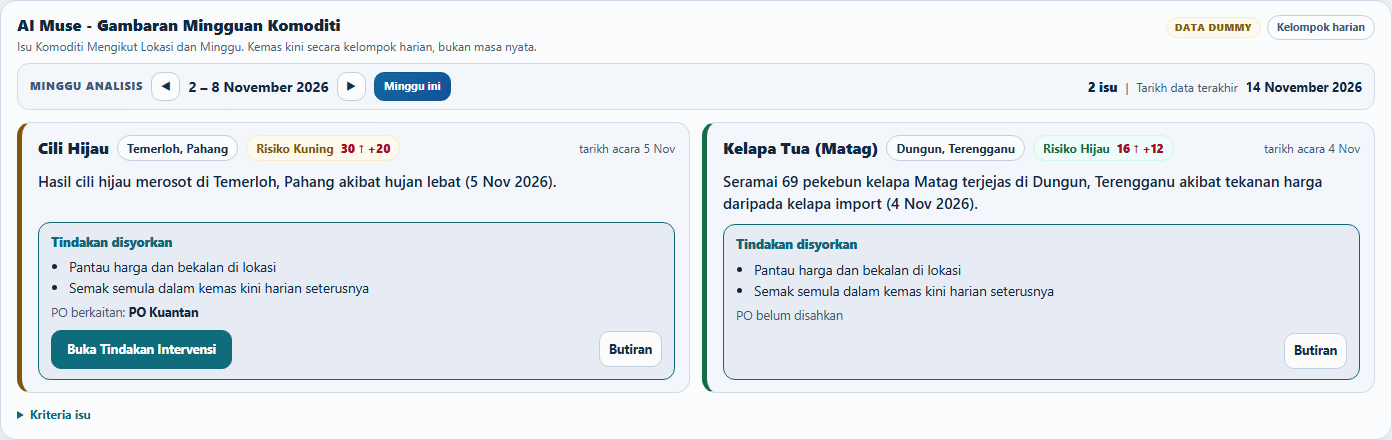 AI Muse - Gambaran Mingguan Komoditi
Isu Komoditi Mengikut Lokasi dan Minggu. Kemas kini secara kelompok harian, bukan masa nyata.
DATA DUMMY
Kelompok harian
MINGGU ANALISIS ◀ 2 – 8 November 2026 ▶ Minggu ini
2 isu | Tarikh data terakhir 14 November 2026
Cili Hijau Temerloh, Pahang Risiko Kuning 30 ↑ +20 tarikh acara 5 Nov
Hasil cili hijau merosot di Temerloh, Pahang akibat hujan lebat (5 Nov 2026).
Tindakan disyorkan
• Pantau harga dan bekalan di lokasi
• Semak semula dalam kemas kini harian seterusnya
PO berkaitan: PO Kuantan
Buka Tindakan Intervensi
Butiran
Kelapa Tua (Matag) Dungun, Terengganu Risiko Hijau 16 ↑ +12 tarikh acara 4 Nov
Seramai 69 pekebun kelapa Matag terjejas di Dungun, Terengganu akibat tekanan harga
daripada kelapa import (4 Nov 2026).
Tindakan disyorkan
• Pantau harga dan bekalan di lokasi
• Semak semula dalam kemas kini harian seterusnya
PO belum disahkan
Butiran
▶ Kriteria isu